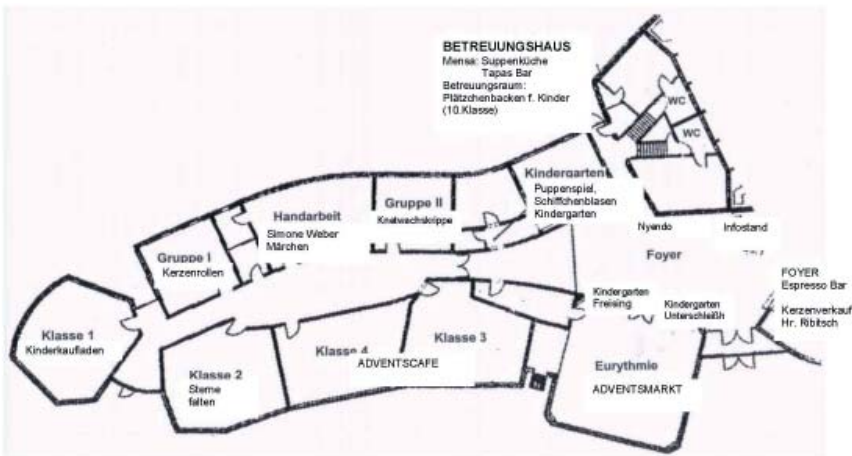 BETREUUNGSHAUS
Mensa: Suppenküche
Tapas Bar
Betreuungsraum:
Plätzchenbacken f. Kinder
(10.Klasse)
WC
WC
Kindergarten
Puppenspiel,
Schiffchenblasen
Kindergarten
Gruppe II
Knetwachskrippe
Handarbeit
Simone Weber
Märchen
Gruppe I
Kerzenrollen
Nyendo
Infostand
Foyer
FOYER
Espresso Bar
Kerzenverkauf
Hr. Ribitsch
Kindergarten
Freising
Kindergarten
Unterschleißh
Klasse 1
Kinderkaufladen
Klasse 2
Sterne
falten
Klasse 4
Klasse 3
ADVENTSCAFE
Eurythmie
ADVENTSMARKT